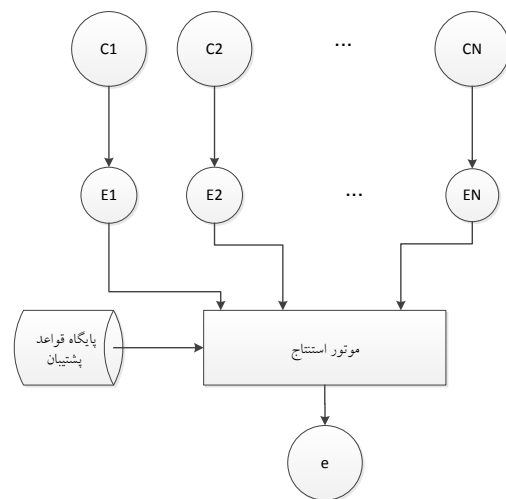 C1
C2
...
CN
E1
E2
...
EN
پایگاه قواعد
پشتیبان
موتور استنتاج
e